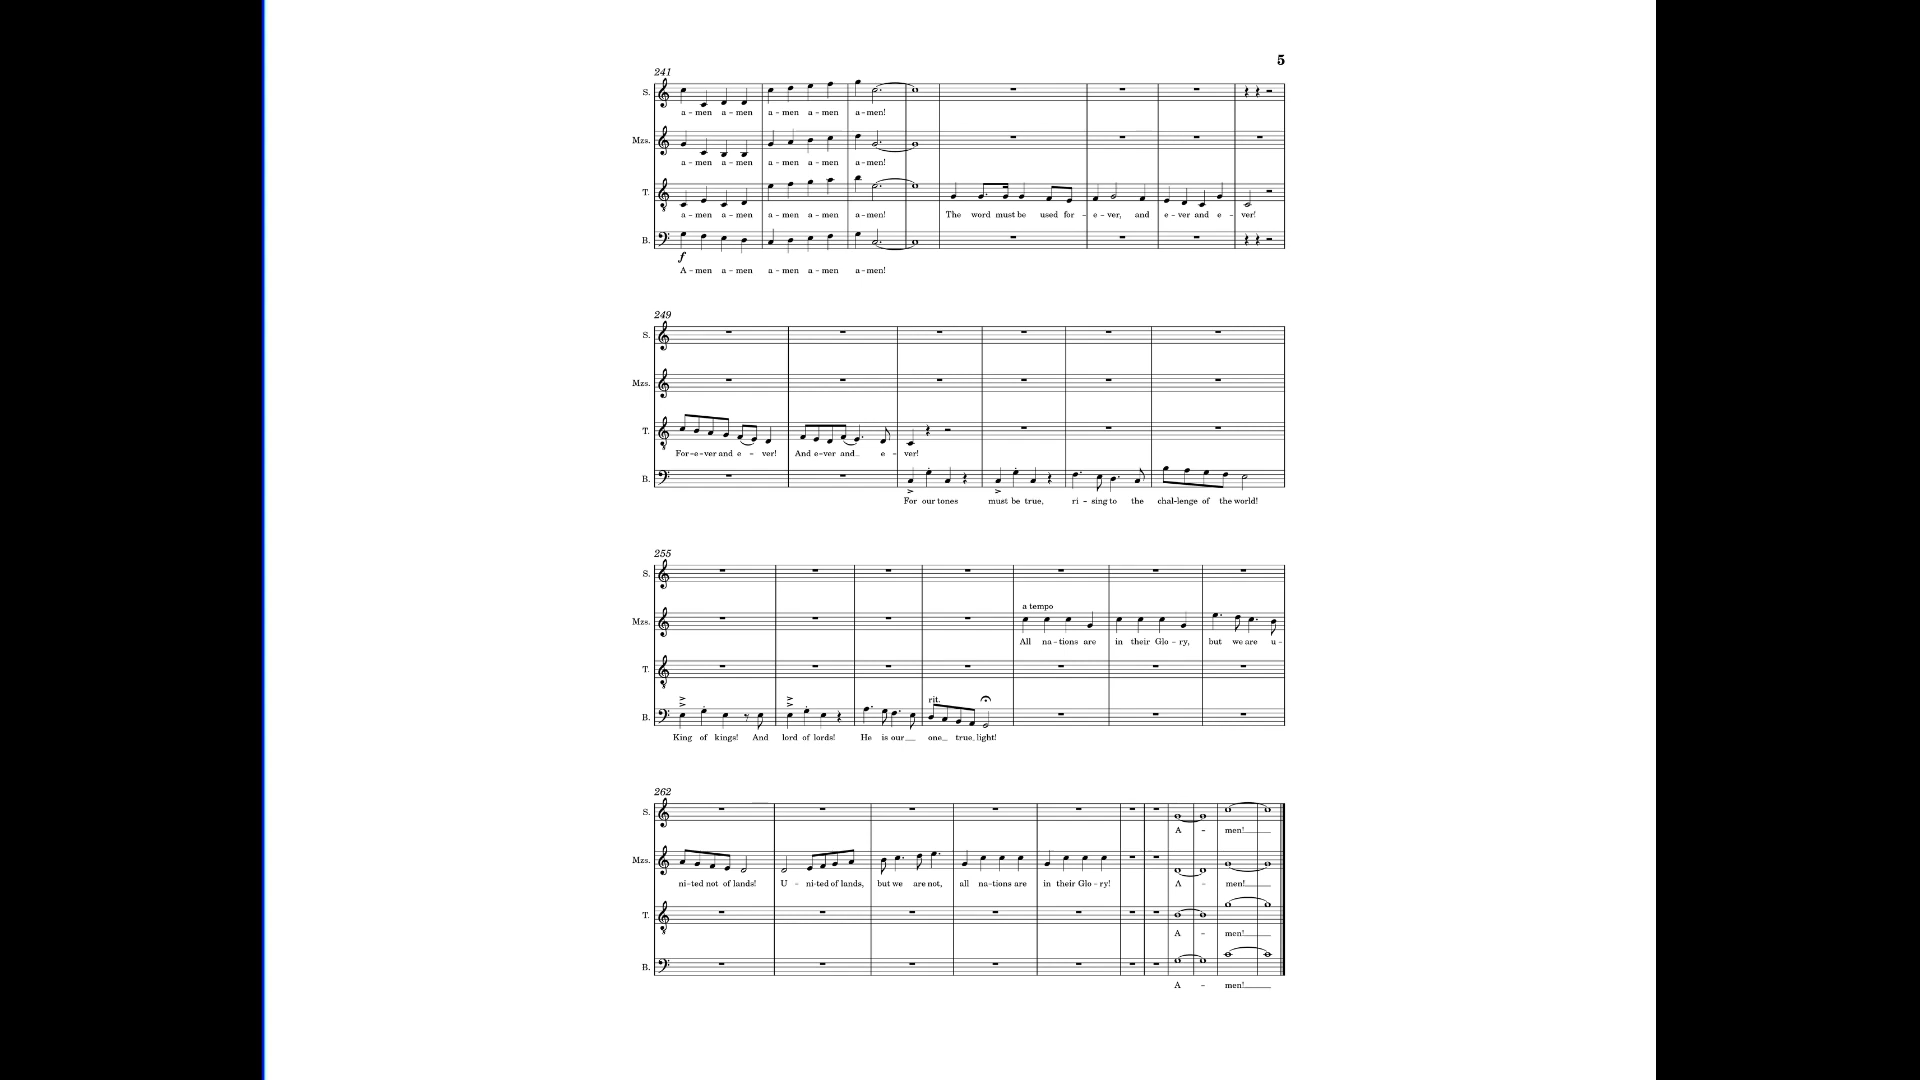 5
241
S.
a - men a - men a - men a - men a - men!
Mzs.
a - men a - men a - men a - men a - men!
T.
a - men a - men a - men a - men a - men! The word must be used for - e - ver, and e - ver and e - ver!
B.
f
A - men a - men a - men a - men a - men!
249
S.
Mzs.
T.
For - e - ver and e - ver! And e - ver and e - ver!
B.
For our tones must be true, ri - sing to the chal - lenge of the world!
255
S.
a tempo
Mzs.
All na - tions are in their Glo - ry, but we are u -
T.
rit.
B.
King of kings! And lord of lords! He is our one true light!
262
S.
A - men!
Mzs.
ni - ted not of lands! U - ni - ted of lands, but we are not, all na - tions are in their Glo - ry! A - men!
T.
A - men!
B.
A - men!